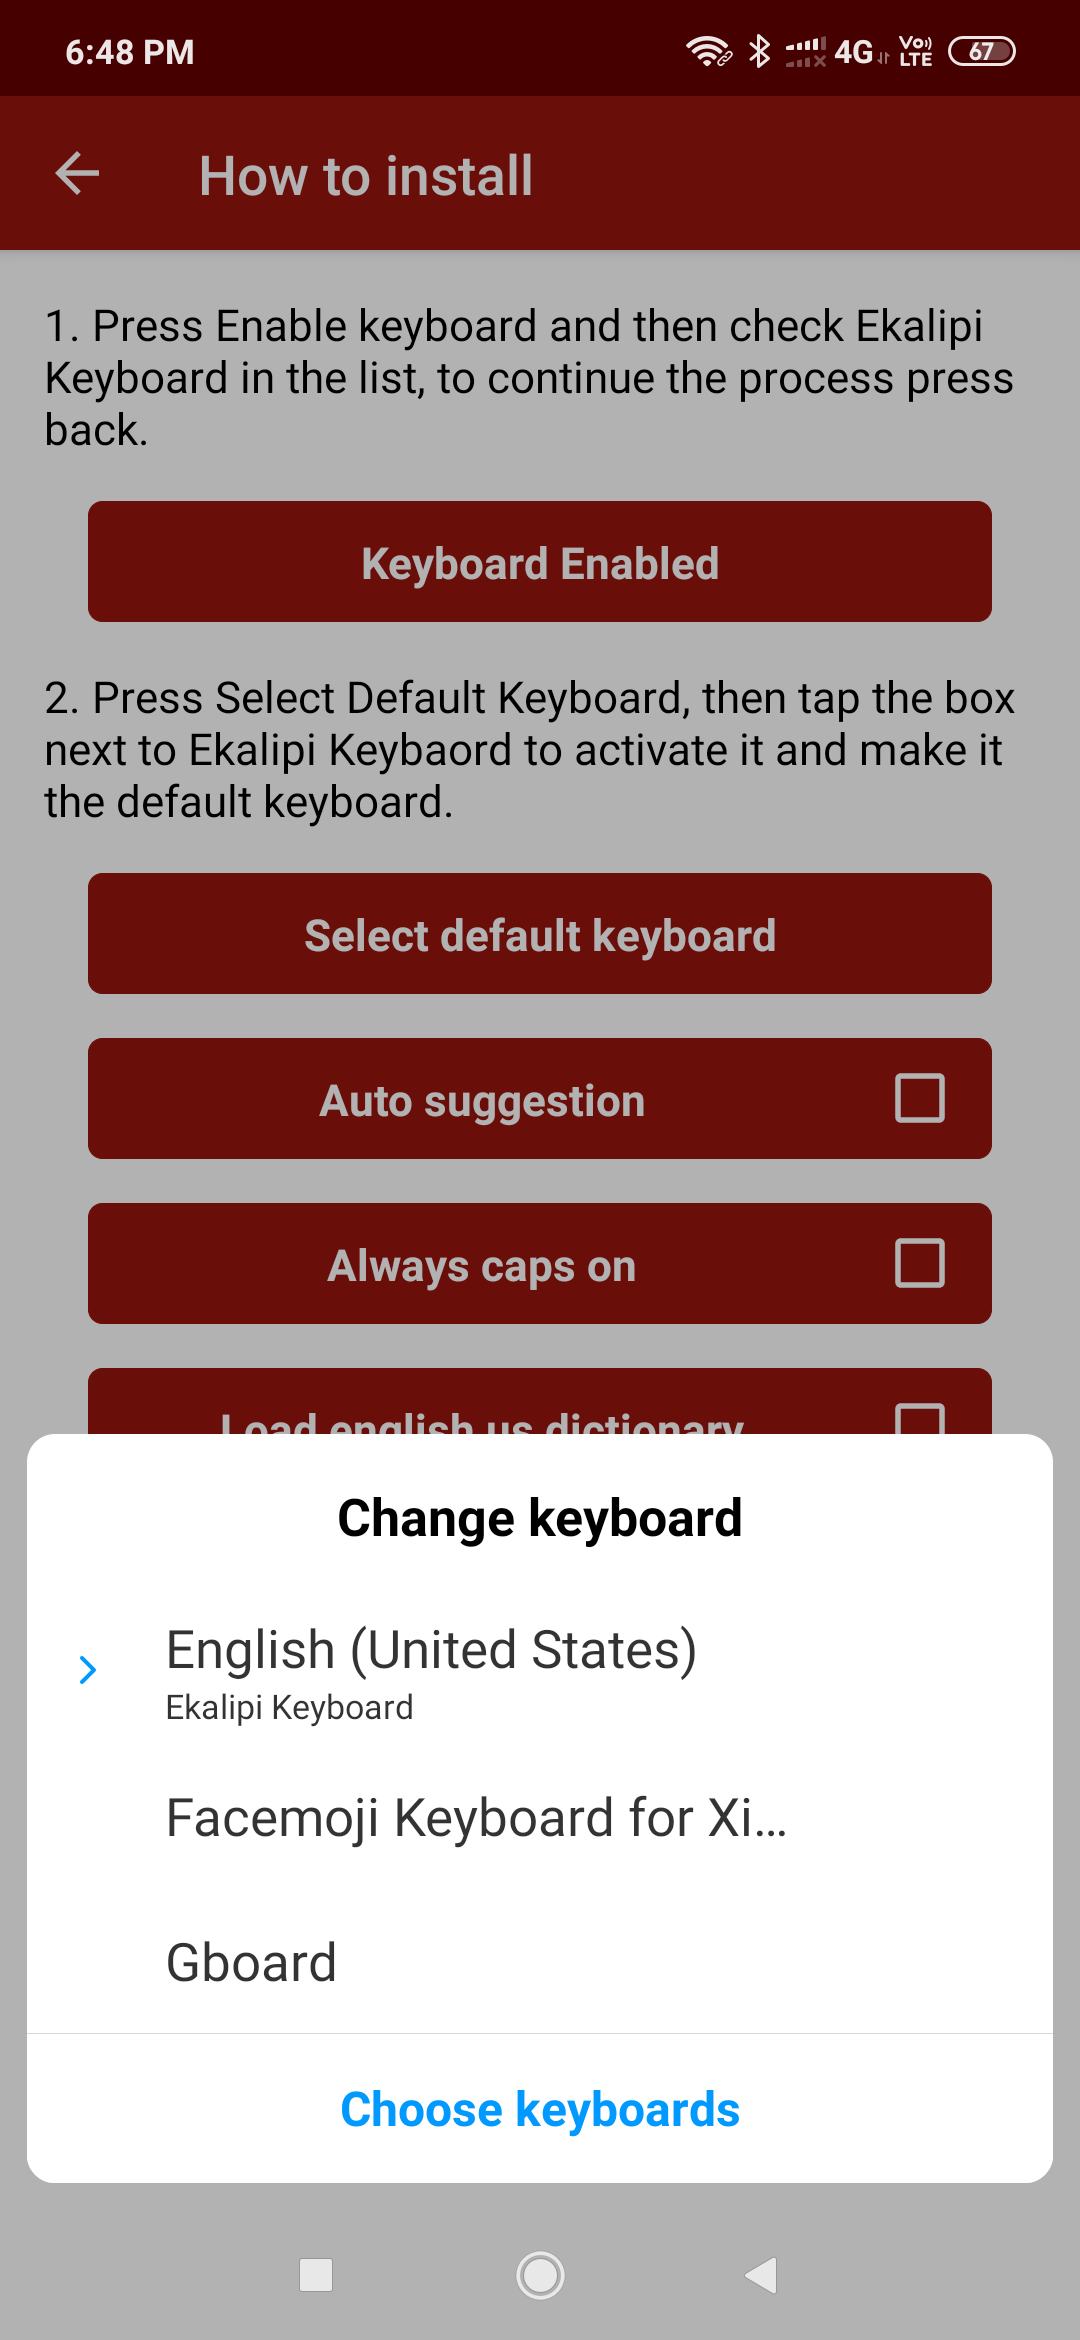 6:48 PM
4G Vo) LTE 67
How to install
1. Press Enable keyboard and then check Ekalipi
Keyboard in the list, to continue the process press
back.
Keyboard Enabled
2. Press Select Default Keyboard, then tap the box
next to Ekalipi Keybaord to activate it and make it
the default keyboard.
Select default keyboard
Auto suggestion
Always caps on
Load english us dictionary
Change keyboard
English (United States)
Ekalipi Keyboard
Facemoji Keyboard for Xi...
Gboard
Choose keyboards